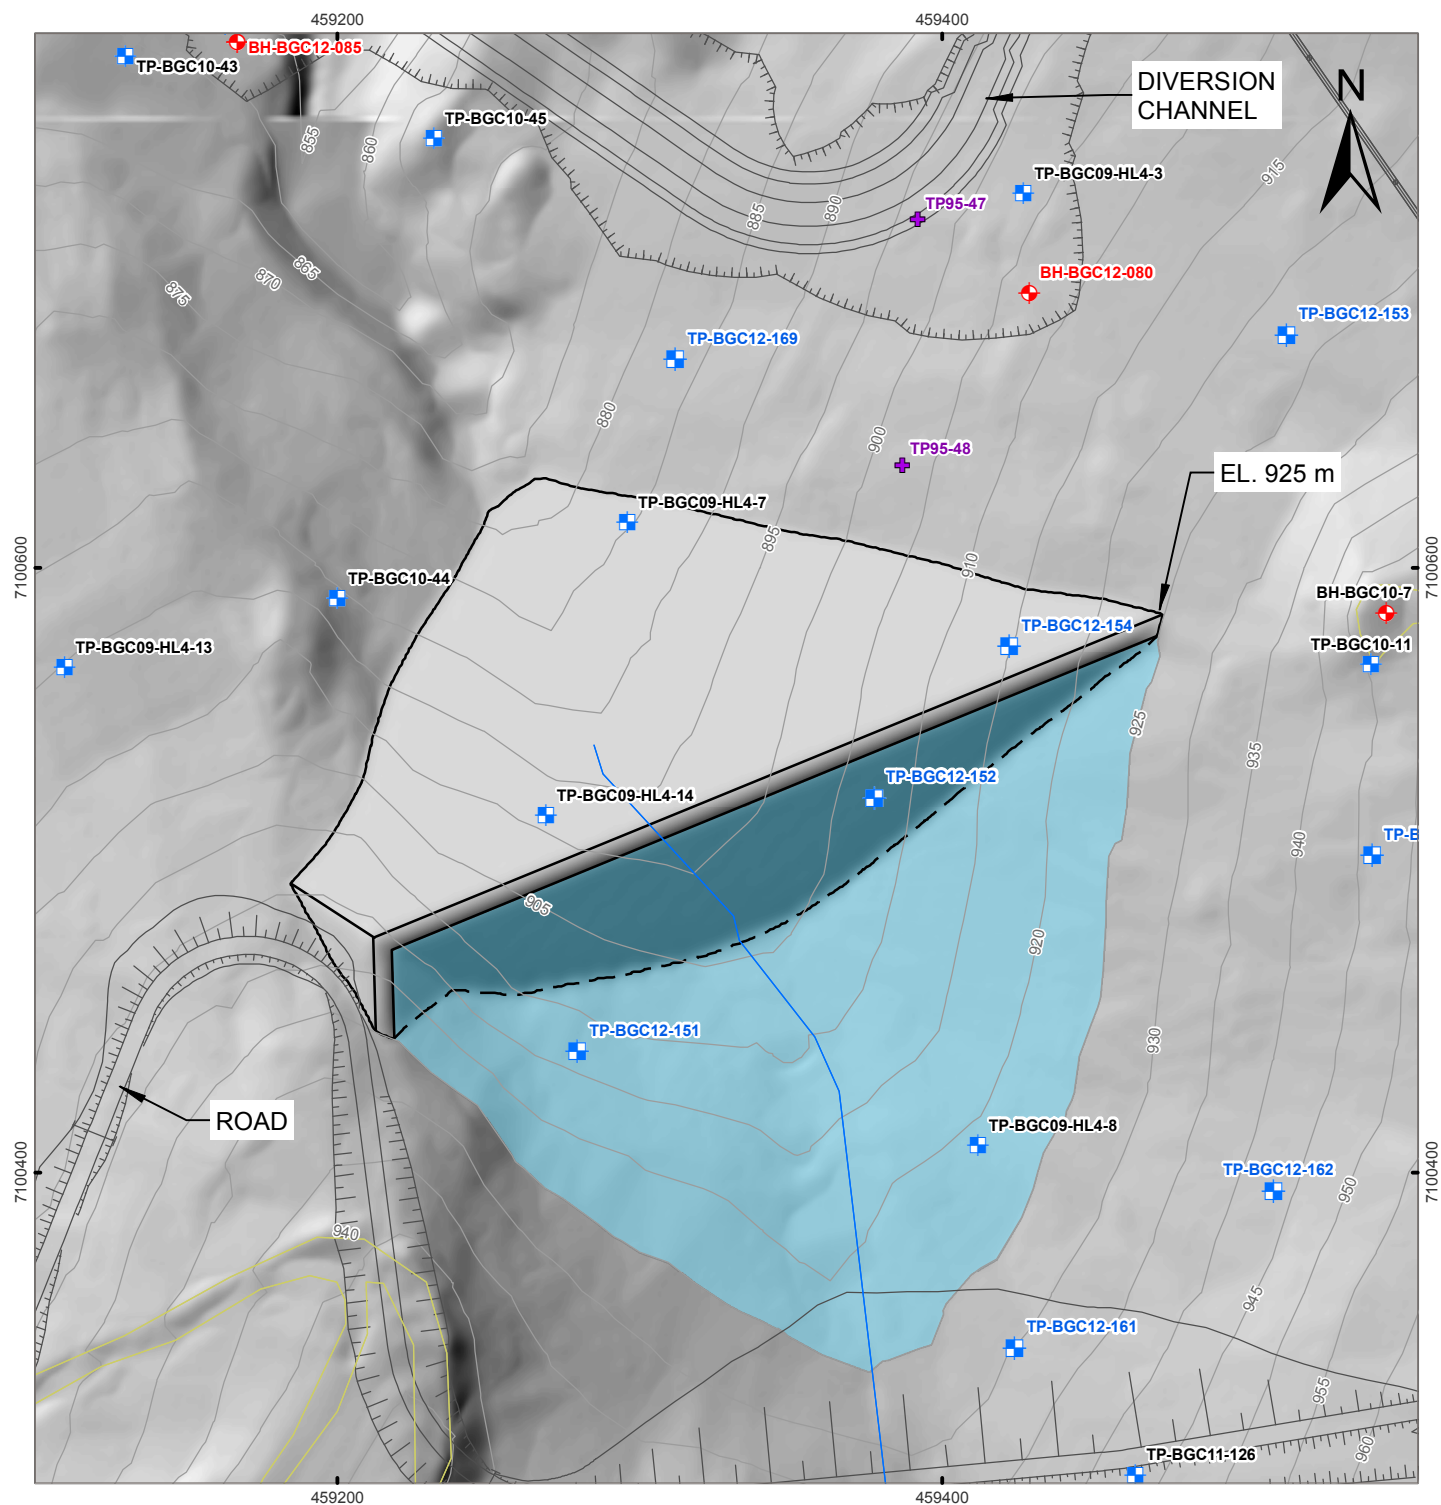 459200
459400
BH-BGC12-085
TP-BGC10-43
DIVERSION
CHANNEL
N
TP-BGC10-45
855
860
915
TP-BGC09-HL4-3
TP95-47
885
890
865
870
875
BH-BGC12-080
TP-BGC12-153
TP-BGC12-169
880
900
TP95-48
EL. 925 m
TP-BGC09-HL4-7
895
910
7100600
7100600
TP-BGC10-44
BH-BGC10-7
TP-BGC12-154
TP-BGC09-HL4-13
TP-BGC10-11
925
935
TP-BGC12-152
TP-BGC09-HL4-14
940
TP-B
905
920
TP-BGC12-151
930
ROAD
TP-BGC09-HL4-8
7100400
7100400
TP-BGC12-162
950
940
945
TP-BGC12-161
955
960
TP-BGC11-126
459200
459400